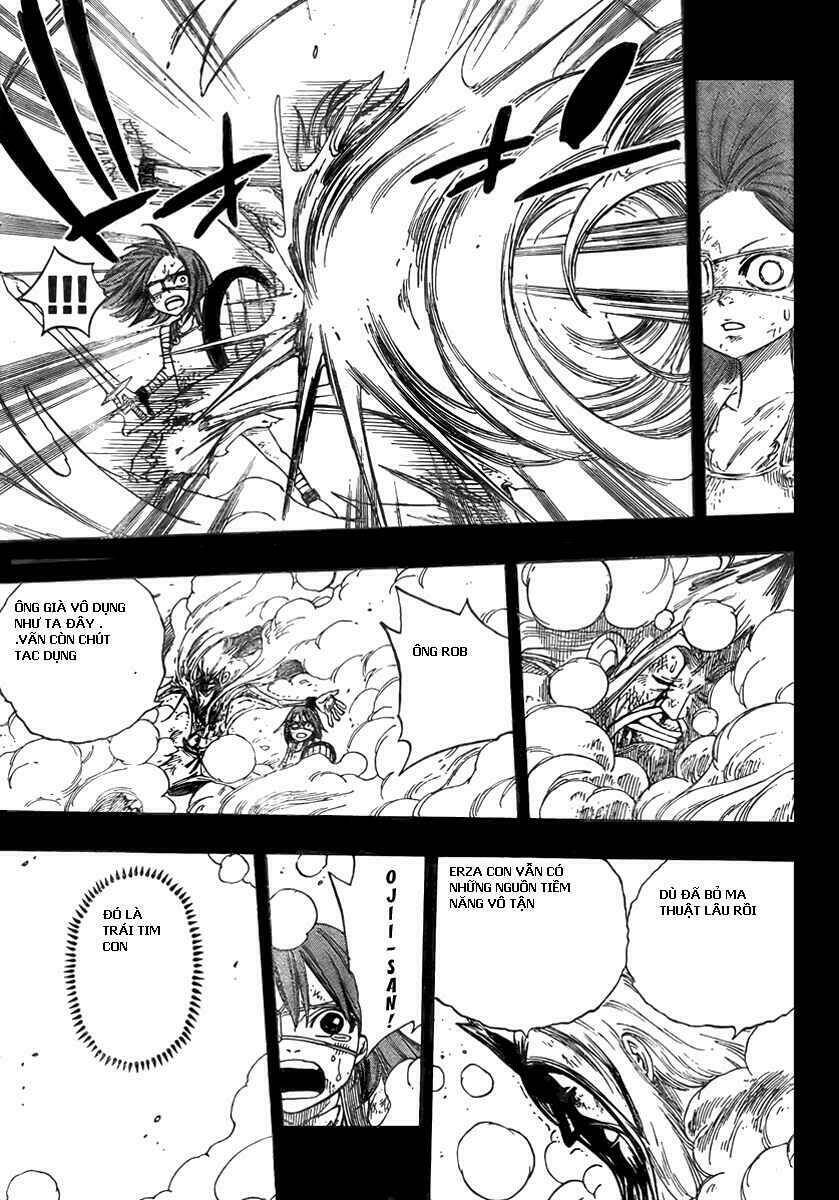 !!!
ÔNG ROB
ÔNG GIÀ VÔ DỤNG
NHƯ TA ĐÂY .
.VẪN CÒN CHÚT
TAC DỤNG
DÙ ĐÃ BỎ MA
THUẬT LÂU RỒI
ERZA CON VẪN CÓ
NHỮNG NGUỒN TIỀM
NĂNG VÔ TẬN
OJII-SAN!
ĐÓ LÀ
TRÁI TIM
CON